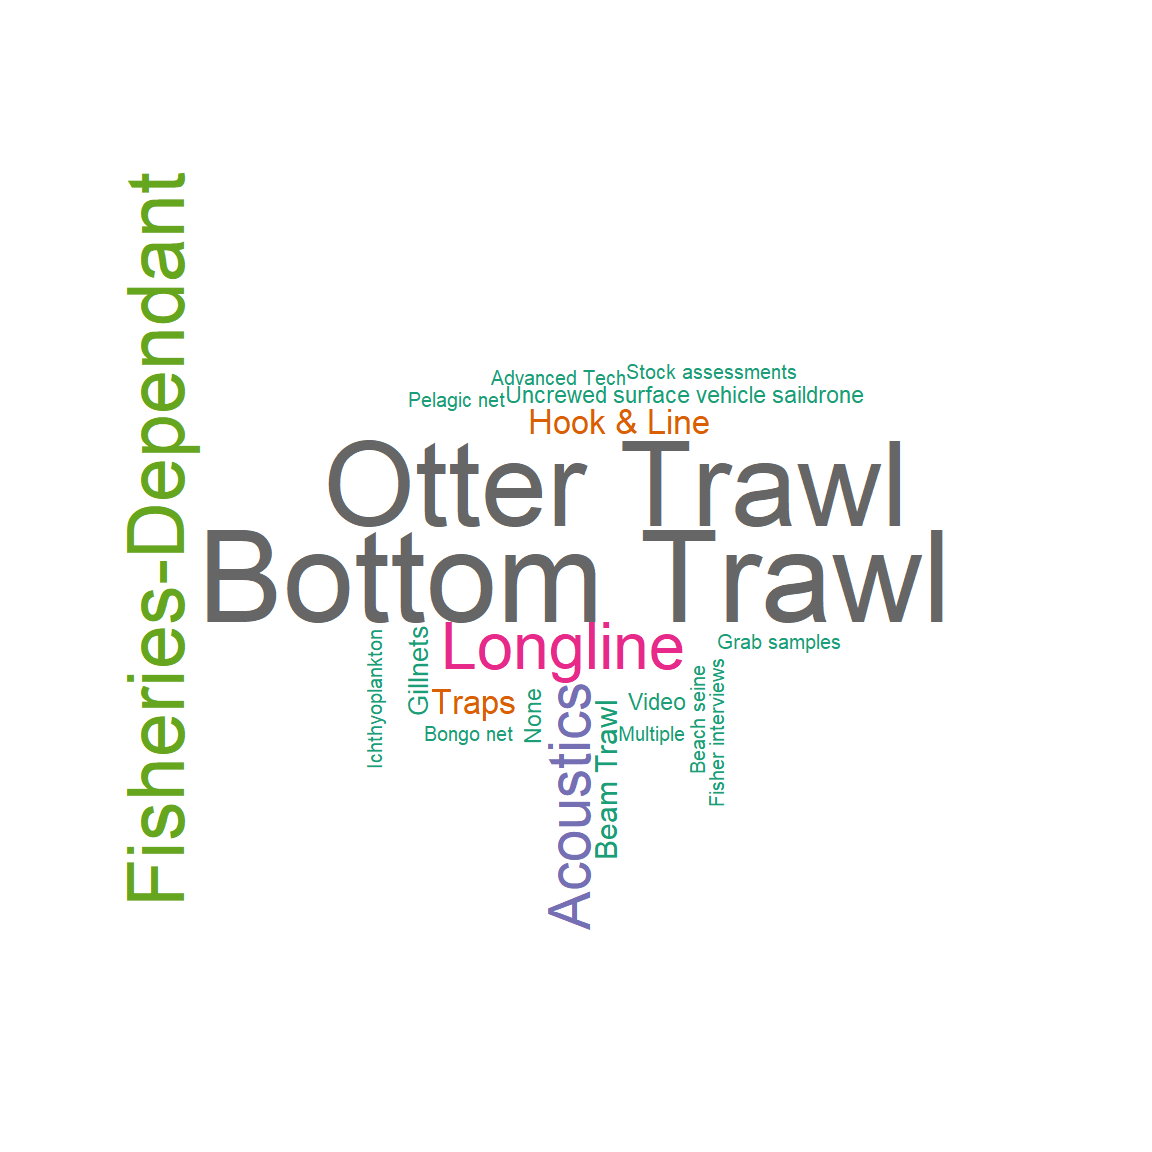 Fisheries-Dependant
Stock assessments
Advanced Tech
Uncrewed surface vehicle saildrone
Pelagic net
Hook & Line
Otter Trawl
Bottom Trawl
Longline
Grab samples
Ichthyoplankton
Gillnets
Traps
None
Video
Bongo net
Multiple
Acoustics
Beam Trawl
Beach seine
Fisher interviews